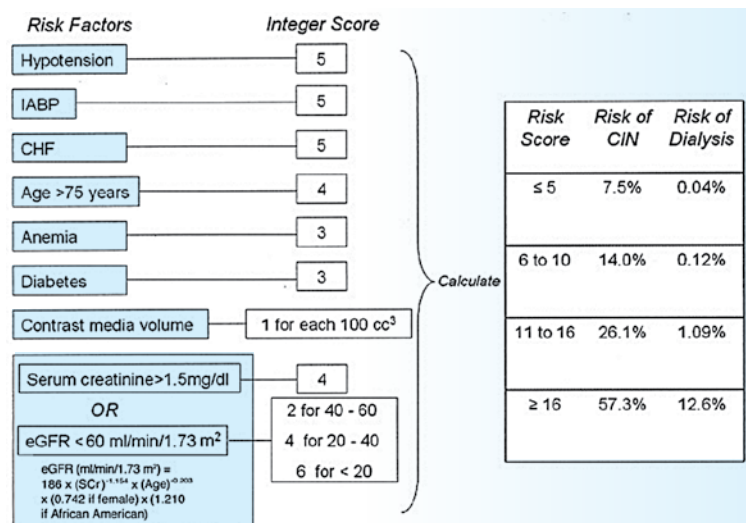 Risk Factors
Integer Score
Hypotension
5
IABP
5
CHF
5
Age >75 years
4
Anemia
3
Diabetes
3
Contrast media volume
1 for each 100 cc³
Serum creatinine>1.5mg/dl
4
OR
eGFR <60 ml/min/1.73 m²
2 for 40 - 60
4 for 20 - 40
6 for < 20
eGFR (ml/min/1.73 m²) =
186 x (SCr)⁻¹·¹⁵⁴ x (Age)⁻⁰·²⁰³
x (0.742 if female) x (1.210
if African American)
Calculate
Risk Score Risk of CIN Risk of Dialysis
≤ 5 7.5% 0.04%
6 to 10 14.0% 0.12%
11 to 16 26.1% 1.09%
≥ 16 57.3% 12.6%